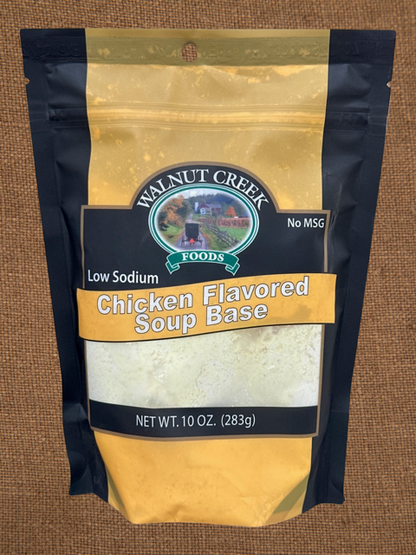 WALNUT CREEK
FOODS
No MSG
Low Sodium
Chicken Flavored
Soup Base
NET WT. 10 OZ. (283g)